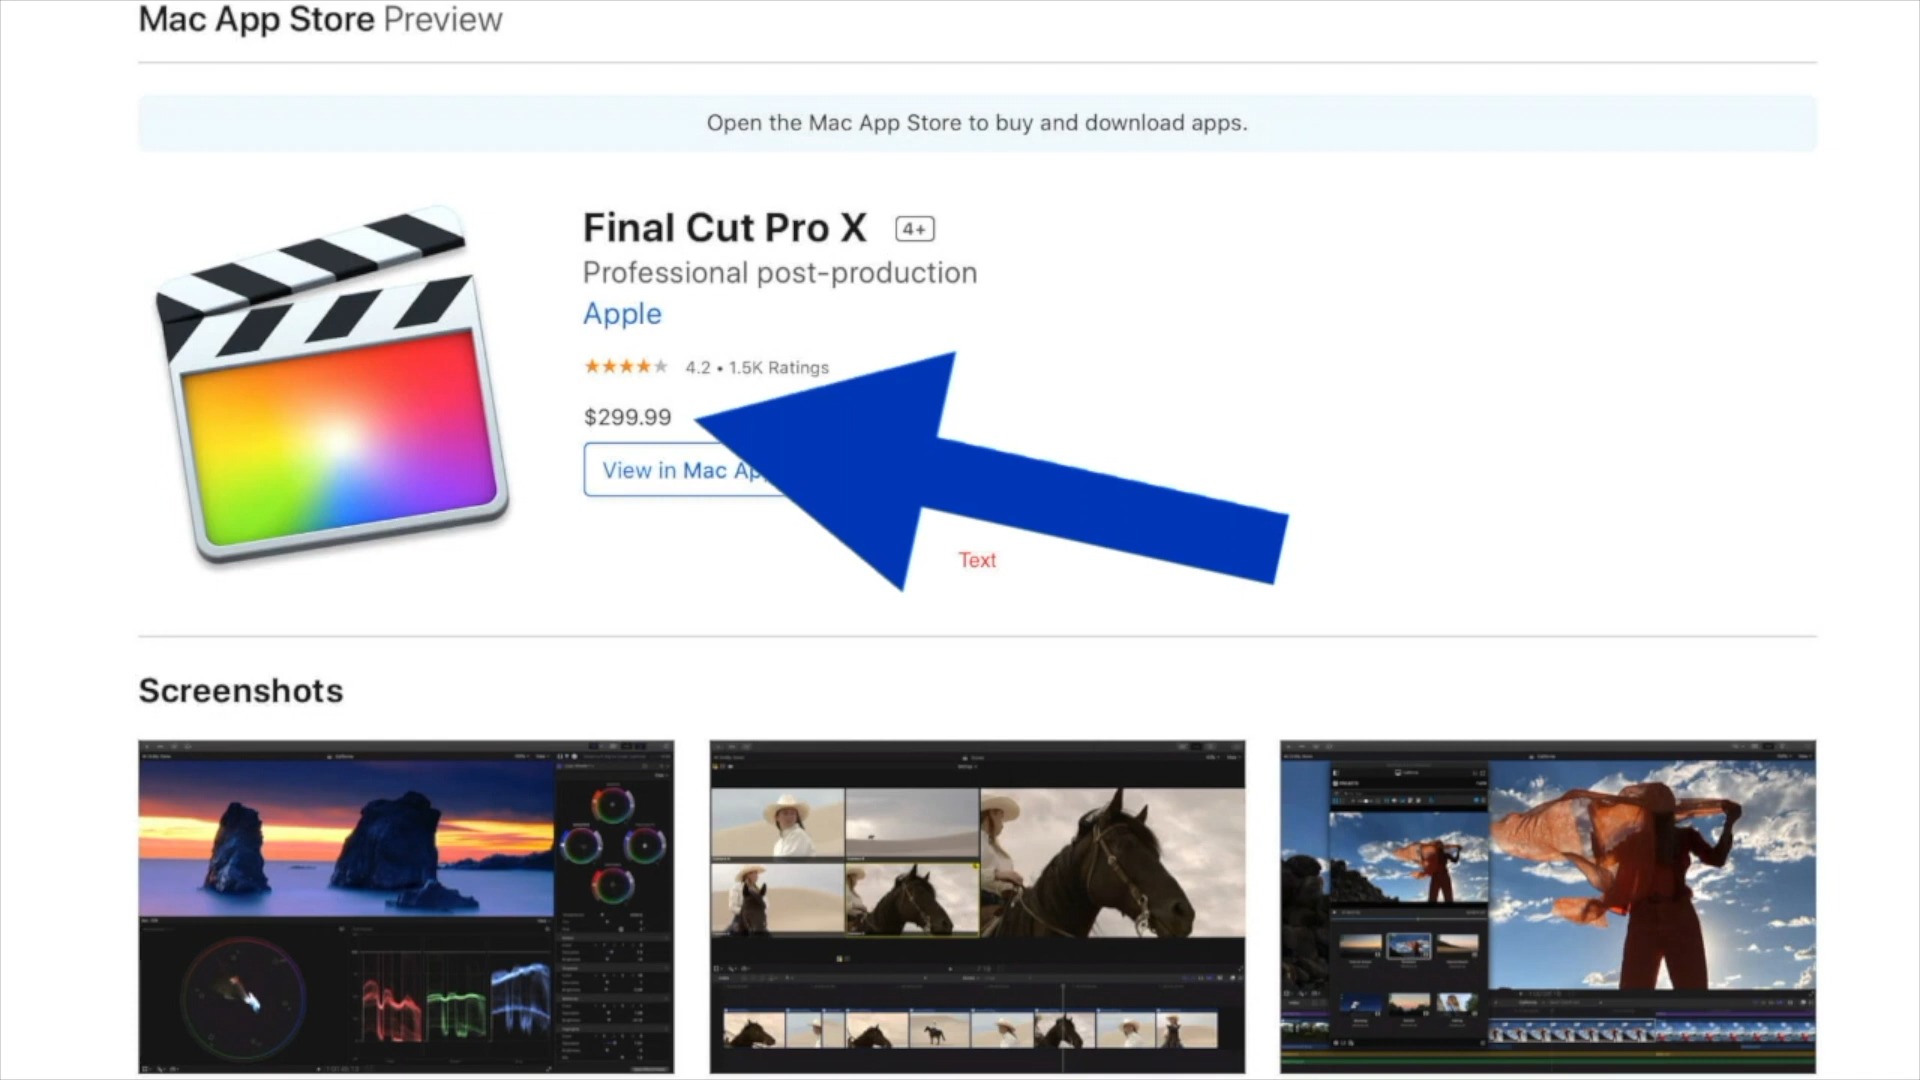 Mac App Store Preview
Open the Mac App Store to buy and download apps.
Final Cut Pro X 4+
Professional post-production
Apple
4.2 • 1.5K Ratings
$299.99
View in Mac Ap
Text
Screenshots